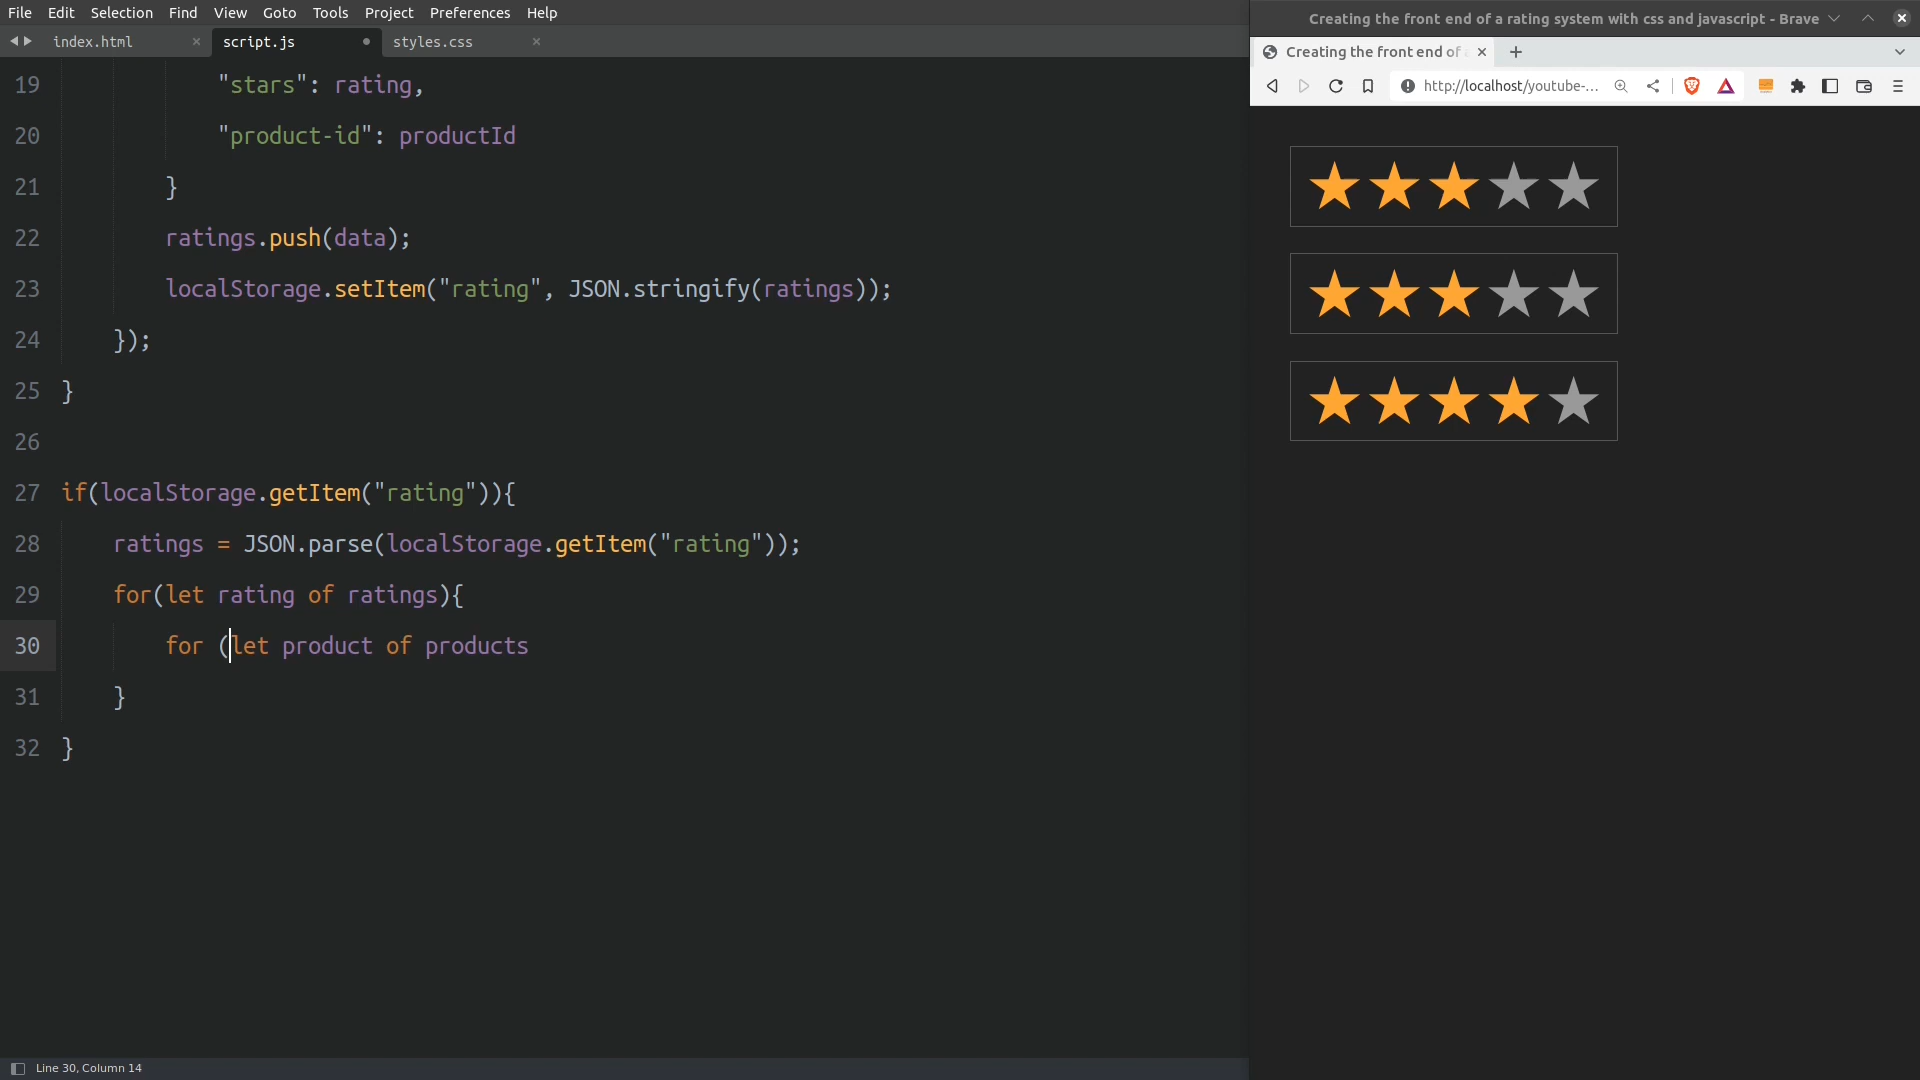 File Edit Selection Find View Goto Tools Project Preferences Help
index.html script.js styles.css
19 "stars": rating,
20 "product-id": productId
21 }
22 ratings.push(data);
23 localStorage.setItem("rating", JSON.stringify(ratings));
24 });
25 }
26
27 if(localStorage.getItem("rating")){
28 ratings = JSON.parse(localStorage.getItem("rating"));
29 for(let rating of ratings){
30 for (let product of products
31 }
32 }
Line 30, Column 14
Creating the front end of a rating system with css and javascript - Brave
Creating the front end of a
http://localhost/youtube-...